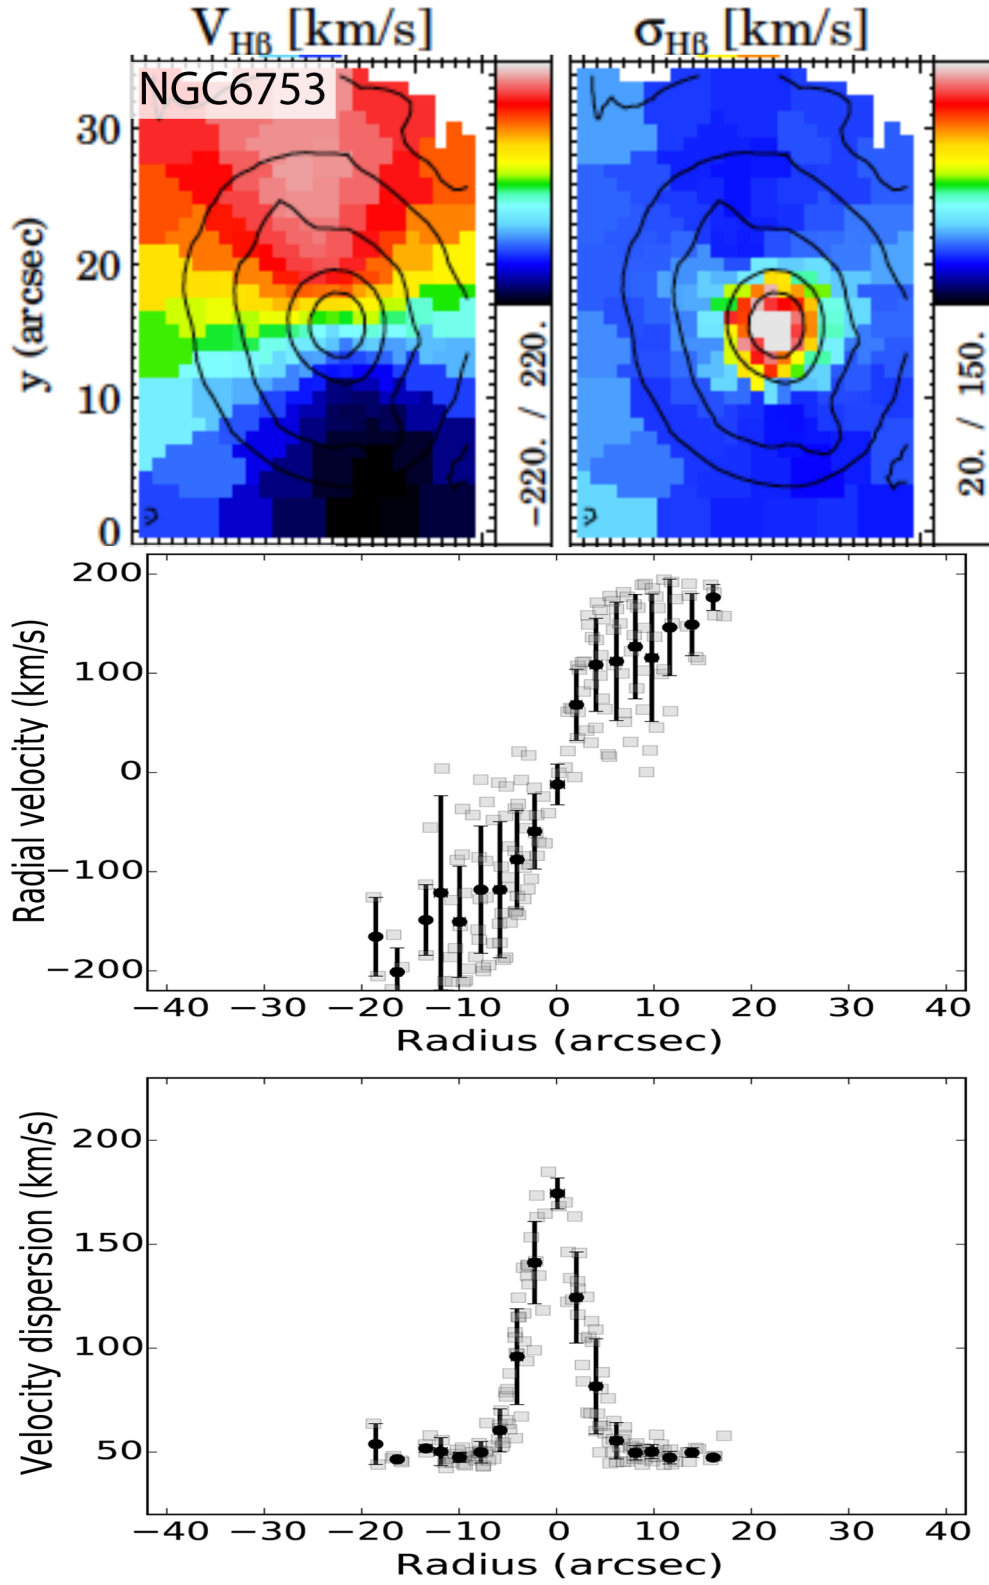 V_Hβ [km/s] σ_Hβ [km/s]
NGC6753
30
20
10
0
y (arcsec)
-220. / 220.
20. / 150.
200
100
0
−100
−200
Radial velocity (km/s)
−40 −30 −20 −10 0 10 20 30 40
Radius (arcsec)
200
150
100
50
Velocity dispersion (km/s)
−40 −30 −20 −10 0 10 20 30 40
Radius (arcsec)